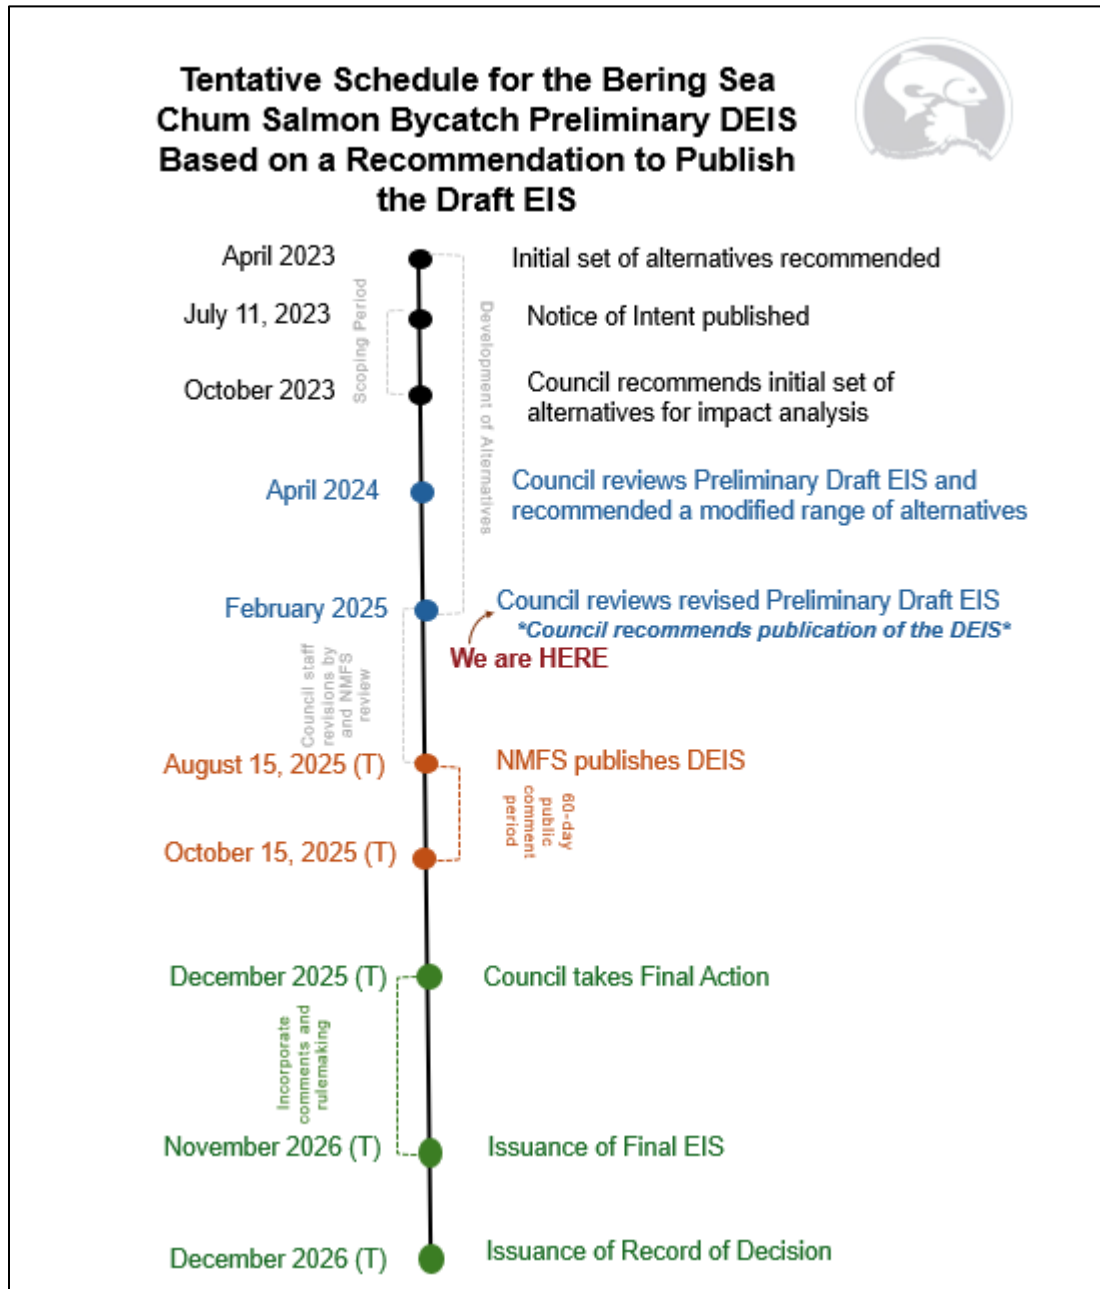 Tentative Schedule for the Bering Sea
Chum Salmon Bycatch Preliminary DEIS
Based on a Recommendation to Publish
the Draft EIS
April 2023
Initial set of alternatives recommended
July 11, 2023
Notice of Intent published
Scoping Period
Development of Alternatives
October 2023
Council recommends initial set of
alternatives for impact analysis
April 2024
Council reviews Preliminary Draft EIS and
recommended a modified range of alternatives
February 2025
Council reviews revised Preliminary Draft EIS
*Council recommends publication of the DEIS*
We are HERE
Council staff
revisions by
and NMFS
review
August 15, 2025 (T)
NMFS publishes DEIS
60-day
public
comment
period
October 15, 2025 (T)
December 2025 (T)
Council takes Final Action
Incorporate
comments and
rulemaking
November 2026 (T)
Issuance of Final EIS
December 2026 (T)
Issuance of Record of Decision